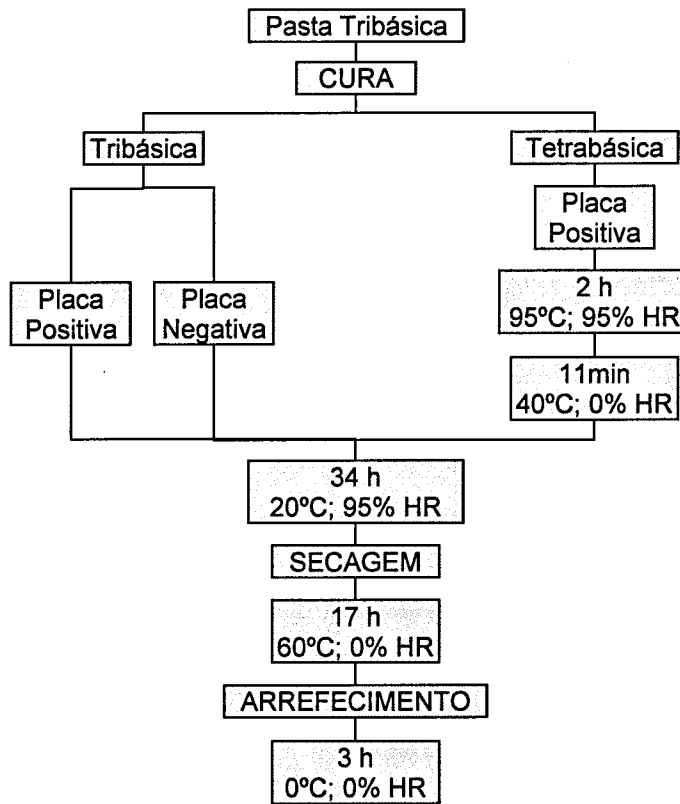 Pasta Tribásica
CURA
Tribásica
Tetrabásica
Placa
Positiva
2 h
95ºC; 95% HR
11min
40ºC; 0% HR
Placa
Positiva
Placa
Negativa
34 h
20ºC; 95% HR
SECAGEM
17 h
60ºC; 0% HR
ARREFECIMENTO
3 h
0ºC; 0% HR